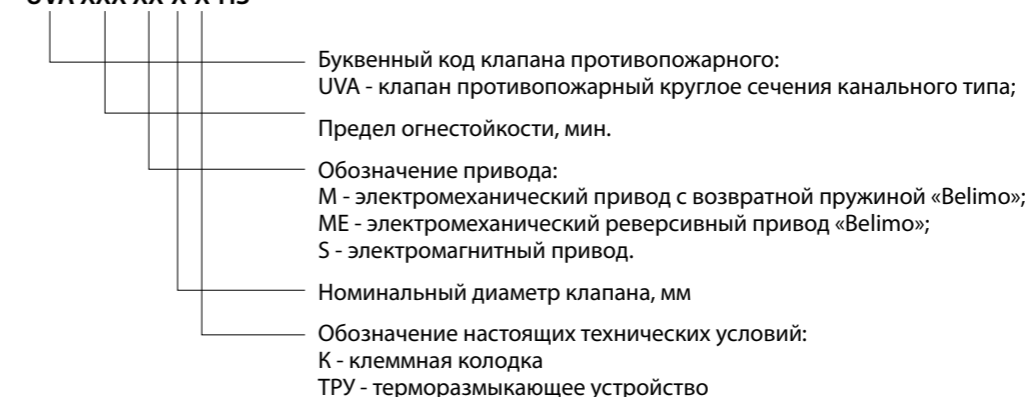 UVA-XXX-XX-X-X-НЗ
Буквенный код клапана противопожарного:
UVA - клапан противопожарный круглое сечения канального типа;
Предел огнестойкости, мин.
Обозначение привода:
М - электромеханический привод с возвратной пружиной «Belimo»;
МЕ - электромеханический реверсивный привод «Belimo»;
S - электромагнитный привод.
Номинальный диаметр клапана, мм
Обозначение настоящих технических условий:
К - клеммная колодка
ТРУ - терморазмыкающее устройство